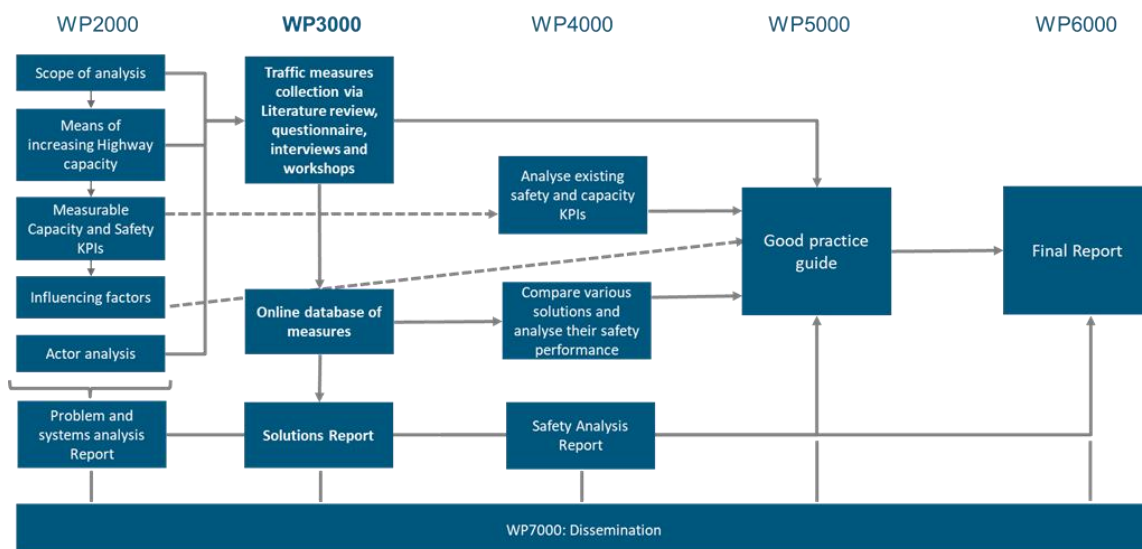 WP2000
WP3000
WP4000
WP5000
WP6000
Scope of analysis
Means of
increasing Highway
capacity
Measurable
Capacity and Safety
KPIs
Influencing factors
Actor analysis
Problem and
systems analysis
Report
Traffic measures
collection via
Literature review,
questionnaire,
interviews and
workshops
Online database of
measures
Solutions Report
Analyse existing
safety and capacity
KPIs
Compare various
solutions and
analyse their safety
performance
Safety Analysis
Report
Good practice
guide
Final Report
WP7000: Dissemination